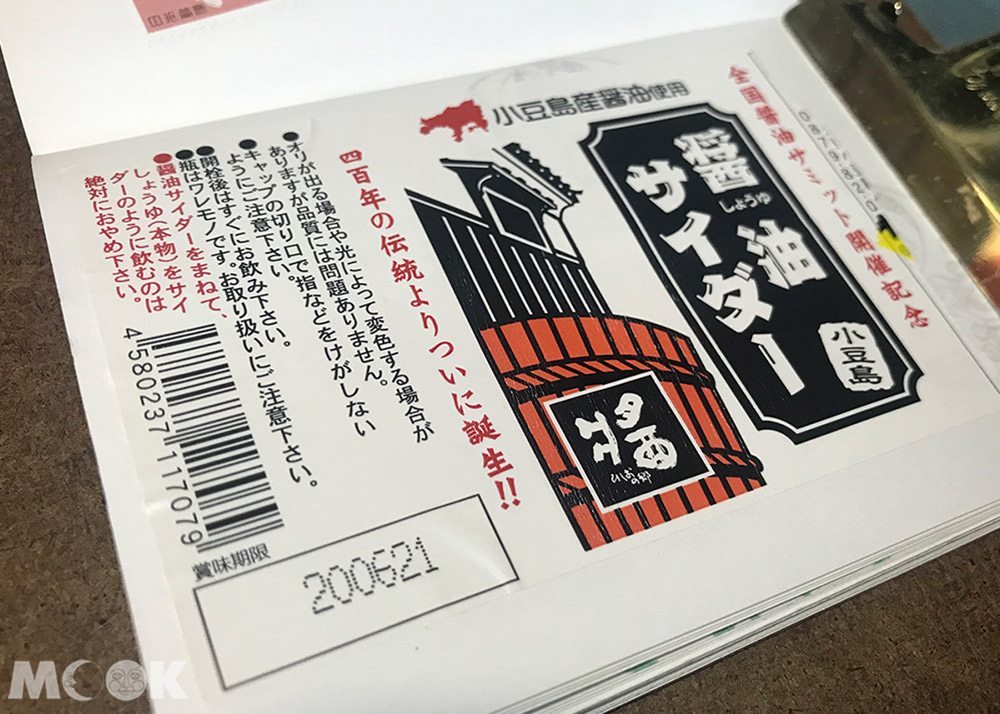 全国醤油サミット開催記念
小豆島産醤油使用
醤油
しょうゆ
サイダー
小豆島
醤
ひしおの郷
四百年の伝統よりついに誕生!!
●オリが出る場合や光によって変色する場合が
ありますが品質には問題ありません。
●キャップの切り口で指などをけがしない
ようにご注意下さい。
●開栓後はすぐにお飲み下さい。
●瓶はワレモノです。お取り扱いにご注意下さい。
●醤油サイダーをまねて、
しょうゆ(本物)をサイ
ダーのように飲むのは
絶対におやめ下さい。
4580237117079
賞味期限
200621
MOOK